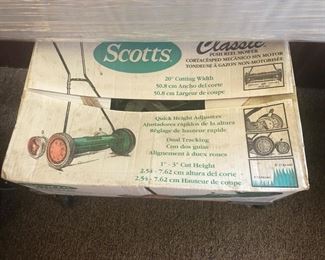 Scotts
Classic
PUSH REEL MOWER
CORTACÉSPED MECÁNICO SIN MOTOR
TONDEUSE À GAZON NON-MOTORISÉE
20" Cutting Width
50.8 cm Ancho del corte
50.8 cm Largeur de coupe
Quick Height Adjusters
Ajustadores rápidos de la altura
Réglage de hauteur rapide
Dual Tracking
Con dos guías
Alignement à deux roues
1" - 3" Cut Height
2.54 - 7.62 cm altura del corte
2.54 - 7.62 cm Hauteur de coupe